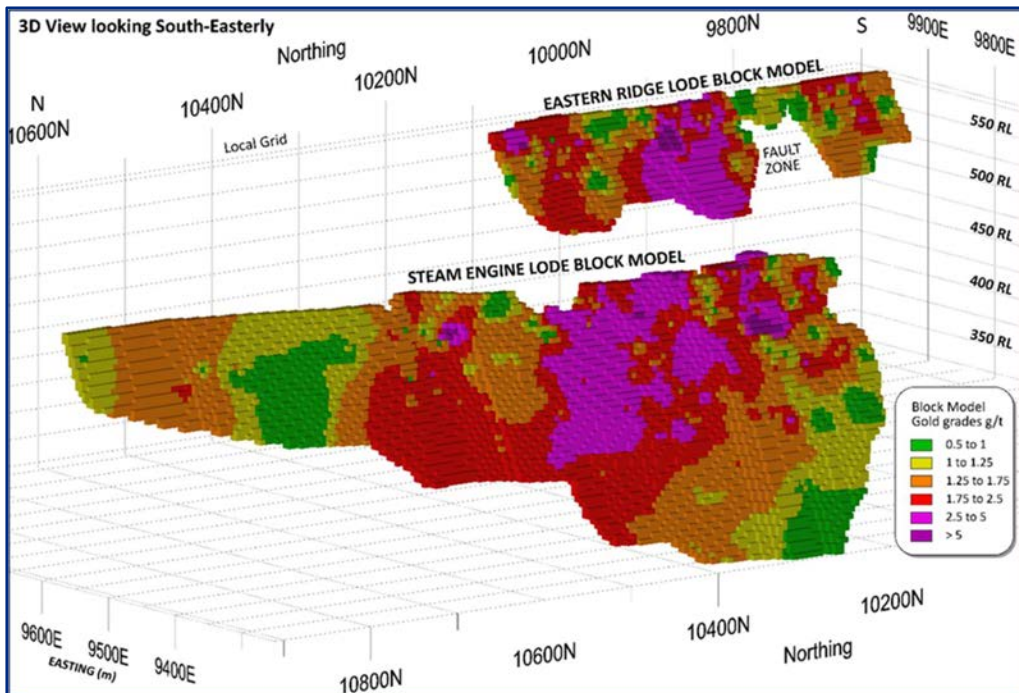 3D View looking South-Easterly
Northing
N
10600N
10400N
10200N
10000N
9800N
S
9900E
9800E
Local Grid
EASTERN RIDGE LODE BLOCK MODEL
FAULT
ZONE
550 RL
500 RL
450 RL
400 RL
350 RL
STEAM ENGINE LODE BLOCK MODEL
Block Model
Gold grades g/t
0.5 to 1
1 to 1.25
1.25 to 1.75
1.75 to 2.5
2.5 to 5
> 5
9600E
9500E
9400E
EASTING (m)
10800N
10600N
10400N
10200N
Northing